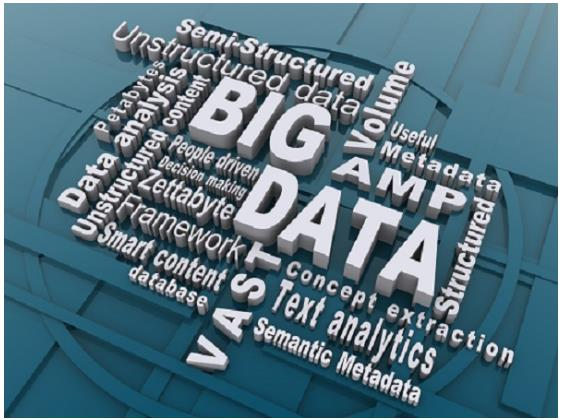 Semi-Structured
Unstructured data
Petabytes
Data analysis
Unstructured content
BIG
DATA
Volume
Useful
Metadata
AMP
Structured
People driven
Decision making
Zettabyte
Framework
Smart content
database
VAST
Concept extraction
Text analytics
Semantic Metadata